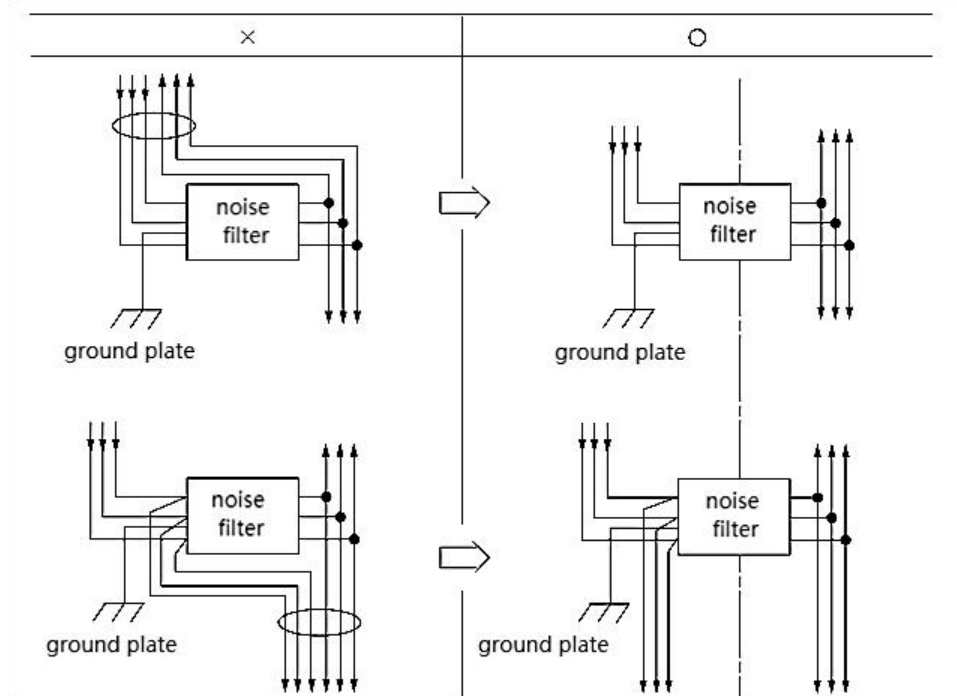 × ○
noise
filter
ground plate
noise
filter
ground plate
noise
filter
ground plate
noise
filter
ground plate